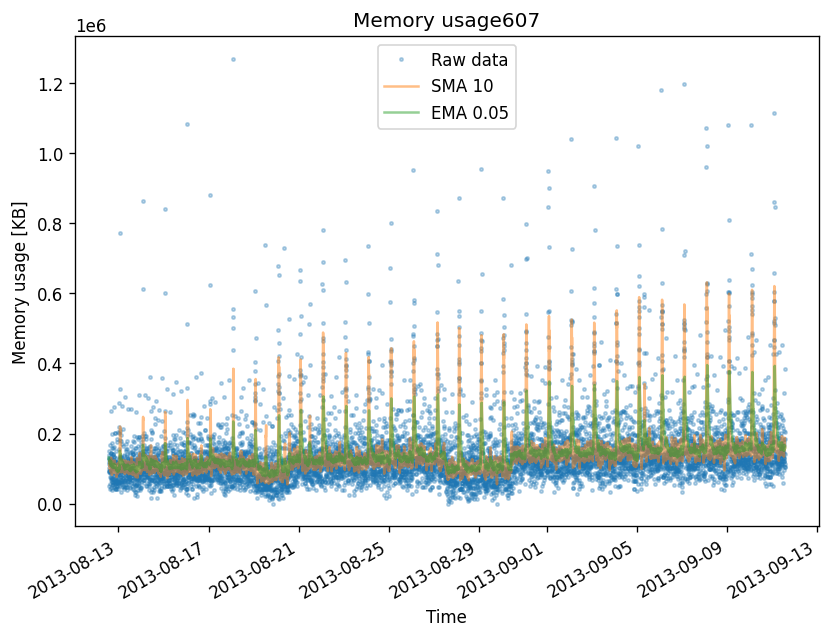 Memory usage607
1e6
Raw data
SMA 10
EMA 0.05
1.2
1.0
0.8
0.6
0.4
0.2
0.0
Memory usage [KB]
2013-08-13
2013-08-17
2013-08-21
2013-08-25
2013-08-29
2013-09-01
2013-09-05
2013-09-09
2013-09-13
Time